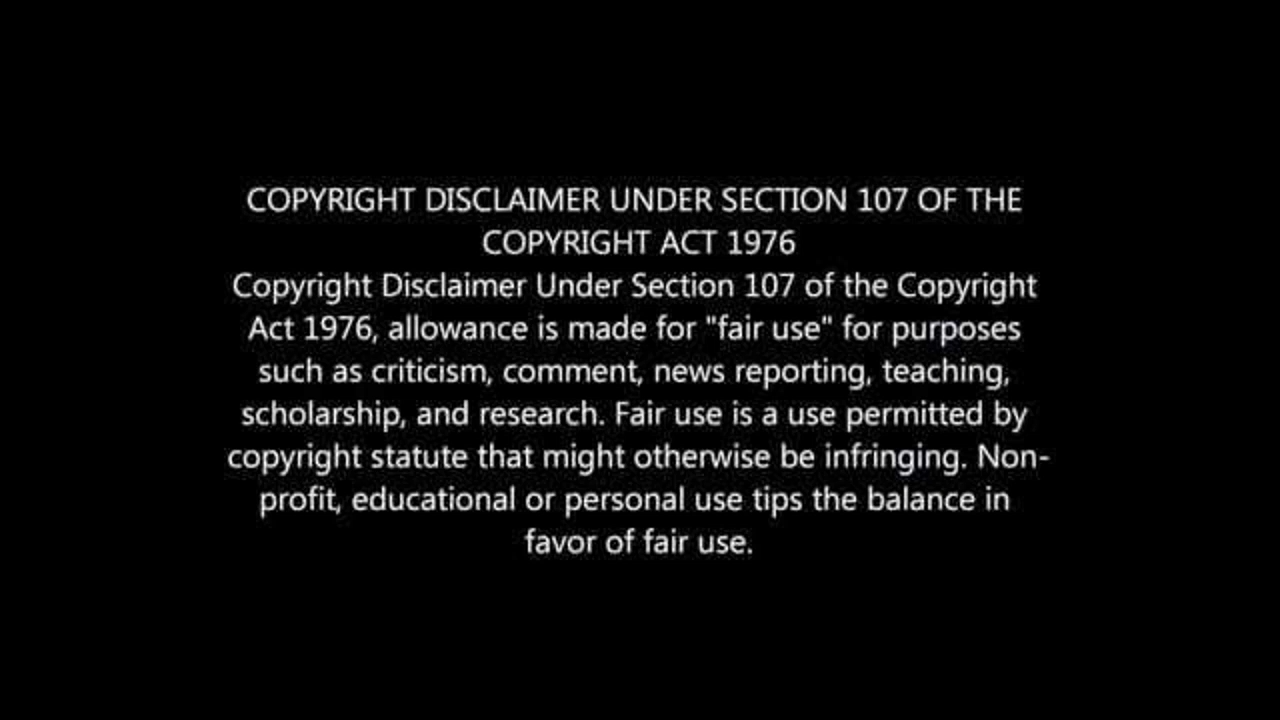 COPYRIGHT DISCLAIMER UNDER SECTION 107 OF THE
COPYRIGHT ACT 1976
Copyright Disclaimer Under Section 107 of the Copyright
Act 1976, allowance is made for "fair use" for purposes
such as criticism, comment, news reporting, teaching,
scholarship, and research. Fair use is a use permitted by
copyright statute that might otherwise be infringing. Non-
profit, educational or personal use tips the balance in
favor of fair use.